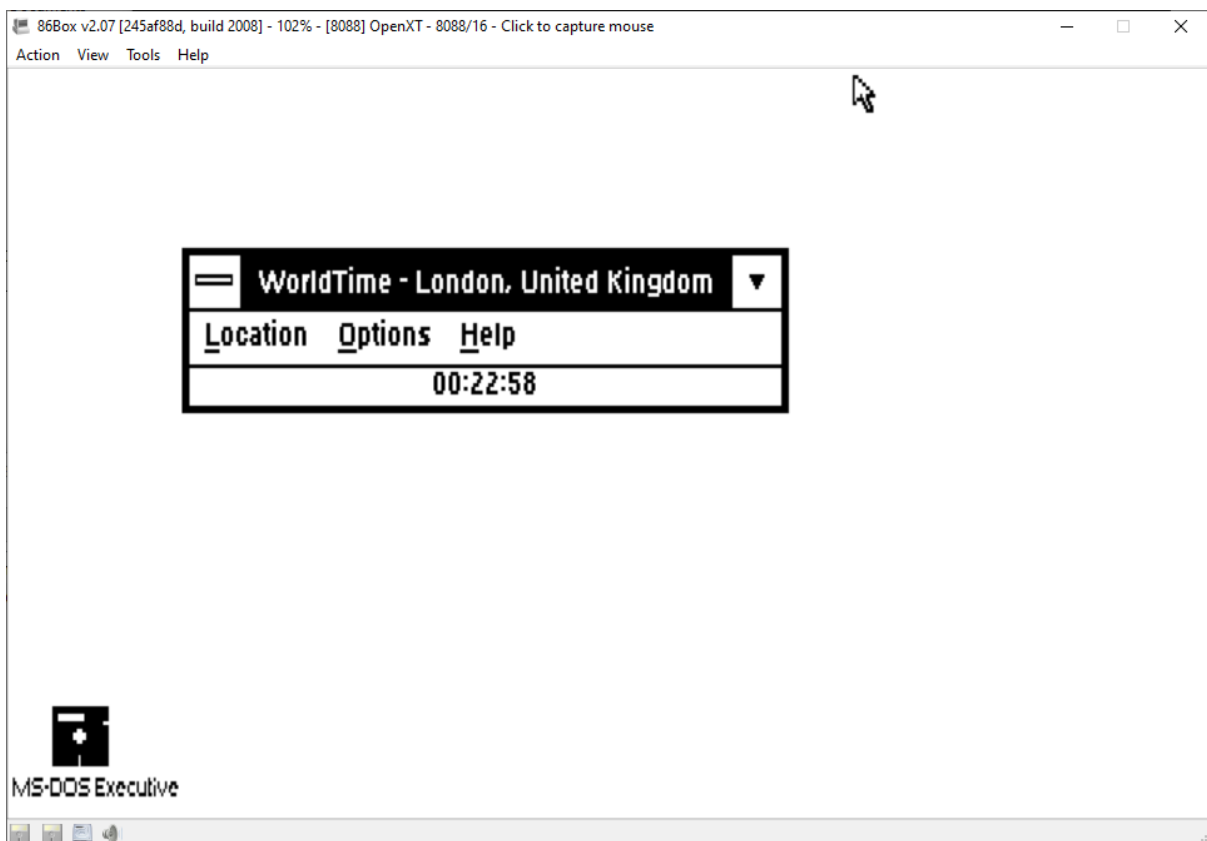 86Box v2.07 [245af88d, build 2008] - 102% - [8088] OpenXT - 8088/16 - Click to capture mouse
Action View Tools Help
WorldTime - London, United Kingdom
Location Options Help
00:22:58
MS-DOS Executive